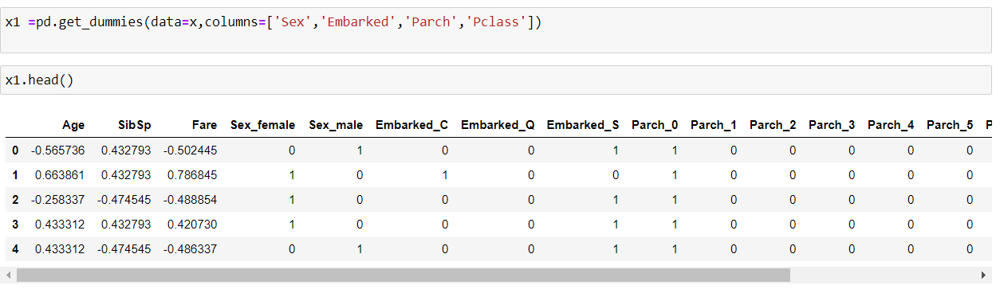 x1 =pd.get_dummies(data=x,columns=['Sex','Embarked','Parch','Pclass'])
x1.head()
Age SibSp Fare Sex_female Sex_male Embarked_C Embarked_Q Embarked_S Parch_0 Parch_1 Parch_2 Parch_3 Parch_4 Parch_5 P
0 -0.565736 0.432793 -0.502445 0 1 0 0 1 1 0 0 0 0 0
1 0.663861 0.432793 0.786845 1 0 1 0 0 1 0 0 0 0 0
2 -0.258337 -0.474545 -0.488854 1 0 0 0 1 1 0 0 0 0 0
3 0.433312 0.432793 0.420730 1 0 0 0 1 1 0 0 0 0 0
4 0.433312 -0.474545 -0.486337 0 1 0 0 1 1 0 0 0 0 0